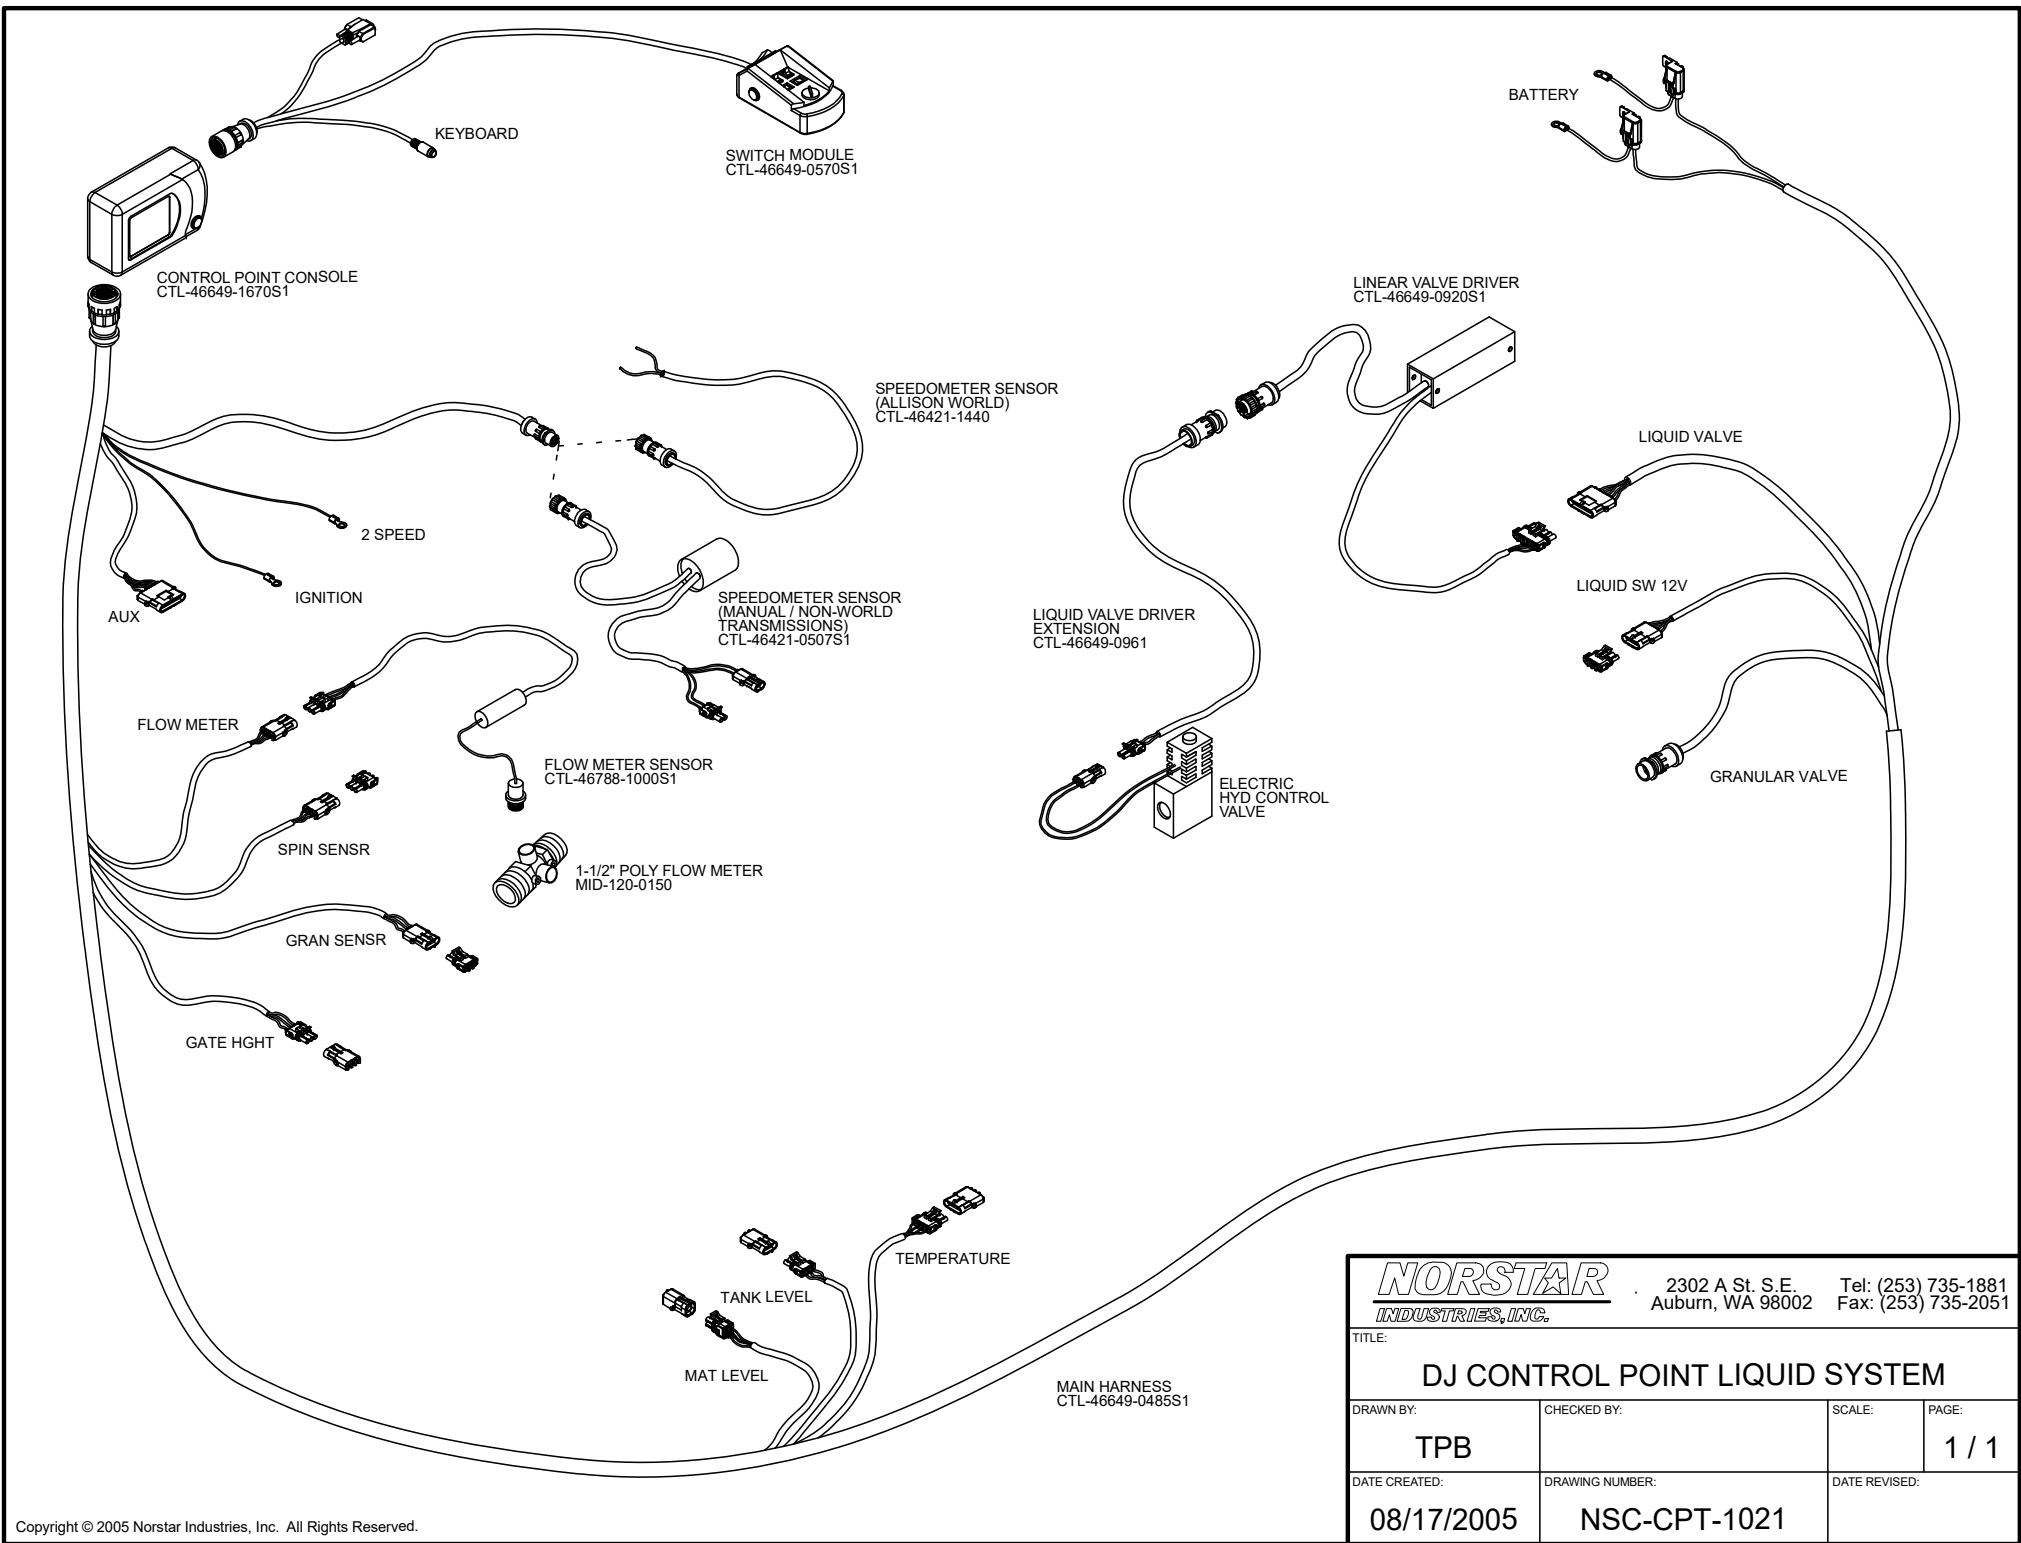 BATTERY
KEYBOARD
SWITCH MODULE
CTL-46649-0570S1
CONTROL POINT CONSOLE
CTL-46649-1670S1
LINEAR VALVE DRIVER
CTL-46649-0920S1
SPEEDOMETER SENSOR
(ALLISON WORLD)
CTL-46421-1440
LIQUID VALVE
2 SPEED
IGNITION
AUX
SPEEDOMETER SENSOR
(MANUAL / NON-WORLD
TRANSMISSIONS)
CTL-46421-0507S1
LIQUID SW 12V
LIQUID VALVE DRIVER
EXTENSION
CTL-46649-0961
FLOW METER
FLOW METER SENSOR
CTL-46788-1000S1
GRANULAR VALVE
ELECTRIC
HYD CONTROL
VALVE
SPIN SENSR
1-1/2" POLY FLOW METER
MID-120-0150
GRAN SENSR
GATE HGHT
TEMPERATURE
TANK LEVEL
MAT LEVEL
MAIN HARNESS
CTL-46649-0485S1
NORSTAR
INDUSTRIES, INC.
2302 A St. S.E.
Auburn, WA 98002
Tel: (253) 735-1881
Fax: (253) 735-2051
TITLE:
DJ CONTROL POINT LIQUID SYSTEM
DRAWN BY:
TPB
CHECKED BY:
SCALE:
PAGE:
1 / 1
DATE CREATED:
08/17/2005
DRAWING NUMBER:
NSC-CPT-1021
DATE REVISED:
Copyright © 2005 Norstar Industries, Inc. All Rights Reserved.